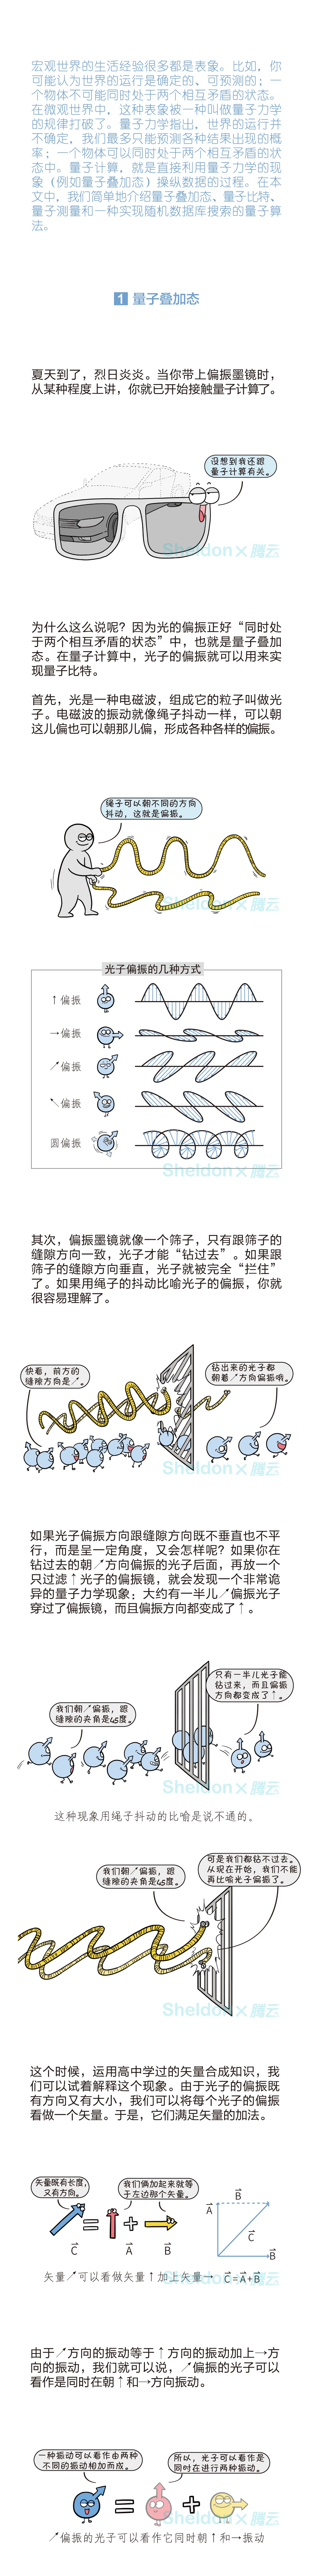 宏观世界的生活经验很多都是表象。比如，你
可能认为世界的运行是确定的、可预测的；一
个物体不可能同时处于两个相互矛盾的状态。
在微观世界中，这种表象被一种叫做量子力学
的规律打破了。量子力学指出，世界的运行并
不确定，我们最多只能预测各种结果出现的概
率；一个物体可以同时处于两个相互矛盾的状
态中。量子计算，就是直接利用量子力学的现
象（例如量子叠加态）操纵数据的过程。在本
文中，我们简单地介绍量子叠加态、量子比特、
量子测量和一种实现随机数据库搜索的量子算
法。
1 量子叠加态
夏天到了，烈日炎炎。当你带上偏振墨镜时，
从某种程度上讲，你就已开始接触量子计算了。
没想到我还跟
量子计算有关。
Sheldon×腾云
为什么这么说呢？因为光的偏振正好“同时处
于两个相互矛盾的状态”中，也就是量子叠加
态。在量子计算中，光子的偏振就可以用来实
现量子比特。
首先，光是一种电磁波，组成它的粒子叫做光
子。电磁波的振动就像绳子抖动一样，可以朝
这儿偏也可以朝那儿偏，形成各种各样的偏振。
绳子可以朝不同的方向
抖动，这就是偏振。
Sheldon×腾云
光子偏振的几种方式
↑偏振
→偏振
↗偏振
↖偏振
圆偏振
Sheldon×腾云
其次，偏振墨镜就像一个筛子，只有跟筛子的
缝隙方向一致，光子才能“钻过去”。如果跟
筛子的缝隙方向垂直，光子就被完全“拦住”
了。如果用绳子的抖动比喻光子的偏振，你就
很容易理解了。
快看，前方的
缝隙方向是↗。
钻出来的光子都
朝着↗方向偏振哦。
Sheldon×腾云
如果光子偏振方向跟缝隙方向既不垂直也不平
行，而是呈一定角度，又会怎样呢？如果你在
钻过去的朝↗方向偏振的光子后面，再放一个
只过滤↑光子的偏振镜，就会发现一个非常诡
异的量子力学现象：大约有一半儿↗偏振光子
穿过了偏振镜，而且偏振方向都变成了↑。
我们朝↗偏振，跟
缝隙的夹角是45度。
只有一半儿光子能
钻过来，而且偏振
方向都变成了↑。
Sheldon×腾云
这种现象用绳子抖动的比喻是说不通的。
我们朝↗偏振，跟
缝隙的夹角是45度。
可是我们都钻不过去。
从现在开始，我们不能
再比喻光子偏振了。
Sheldon×腾云
这个时候，运用高中学过的矢量合成知识，我
们可以试着解释这个现象。由于光子的偏振既
有方向又有大小，我们可以将每个光子的偏振
看做一个矢量。于是，它们满足矢量的加法。
矢量既有长度，
又有方向。
我们俩加起来就等
于左边那个矢量。
= +
C A B
A B C B
矢量↗可以看做矢量↑加上矢量→ C=A+B
Sheldon×腾云
由于↗方向的振动等于↑方向的振动加上→方
向的振动，我们就可以说，↗偏振的光子可以
看作是同时在朝↑和→方向振动。
一种振动可以看作由两种
不同的振动相加而成。
所以，光子可以看作是
同时在进行两种振动。
= +
Sheldon×腾云
↗偏振的光子可以看作它同时朝↑和→振动